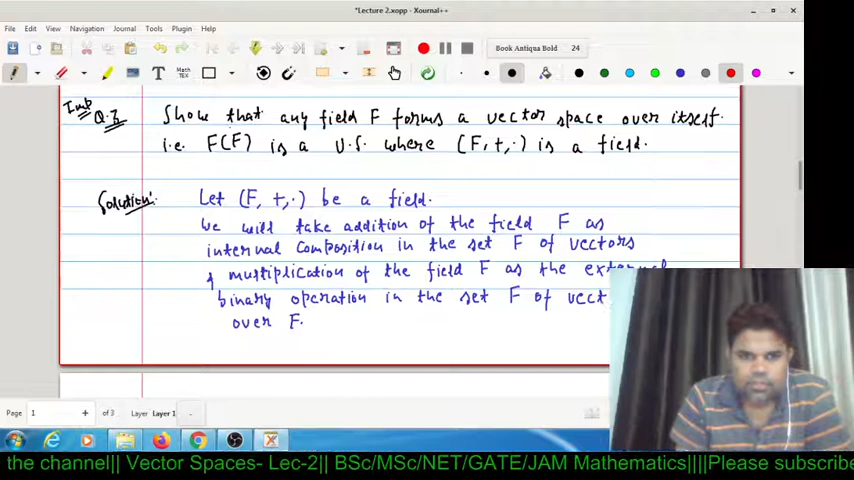 *Lecture 2.xopp - Xournal++
File Edit View Navigation Journal Tools Plugin Help
Math TEX
Book Antiqua Bold 24
Imp
Q.3 Show that any field F forms a vector space over itself.
i.e. F(F) is a V.S. where (F, +, ·) is a field.
Solution: Let (F, +, ·) be a field.
We will take addition of the field F as
internal composition in the set F of vectors
& multiplication of the field F as the
binary operation in the set F of
over F.
Page 1 of 3 Layer Layer 1
the channel|| Vector Spaces- Lec-2|| BSc/MSc/NET/GATE/JAM Mathematics||||Please subscribe